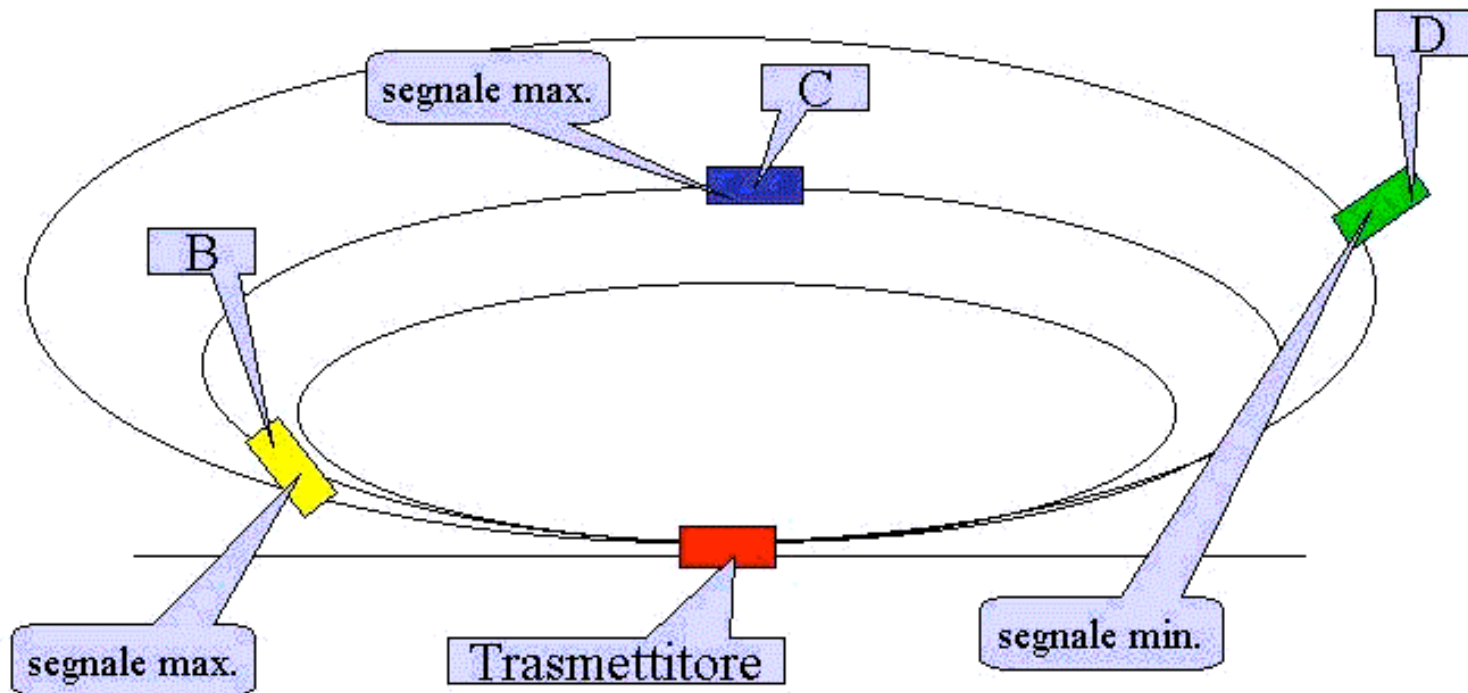 D
segnale max.
C
B
segnale max.
Trasmettitore
segnale min.